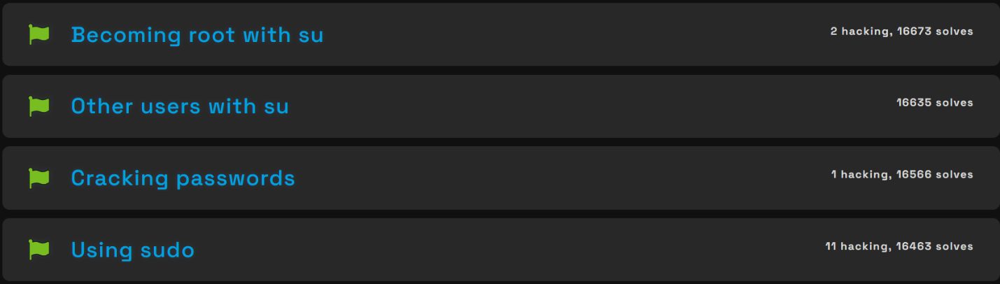 Becoming root with su
2 hacking, 16673 solves
Other users with su
16635 solves
Cracking passwords
1 hacking, 16566 solves
Using sudo
11 hacking, 16463 solves